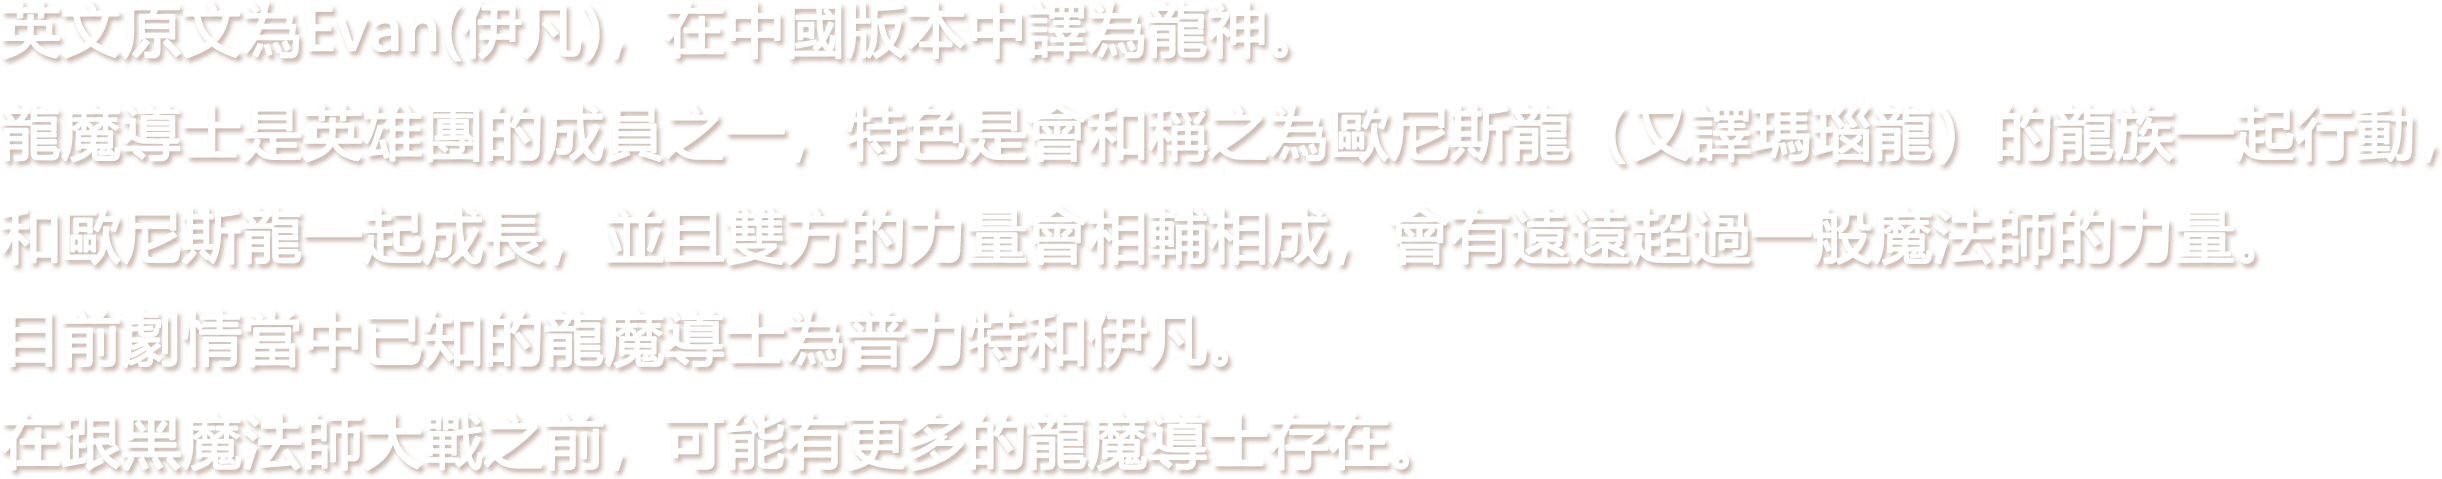 英文原文為Evan(伊凡)，在中國版本中譯為龍神。
龍魔導士是英雄團的成員之一，特色是會和稱之為歐尼斯龍（又譯瑪瑙龍）的龍族一起行動，
和歐尼斯龍一起成長，並且雙方的力量會相輔相成，會有遠遠超過一般魔法師的力量。
目前劇情當中已知的龍魔導士為普力特和伊凡。
在跟黑魔法師大戰之前，可能有更多的龍魔導士存在。